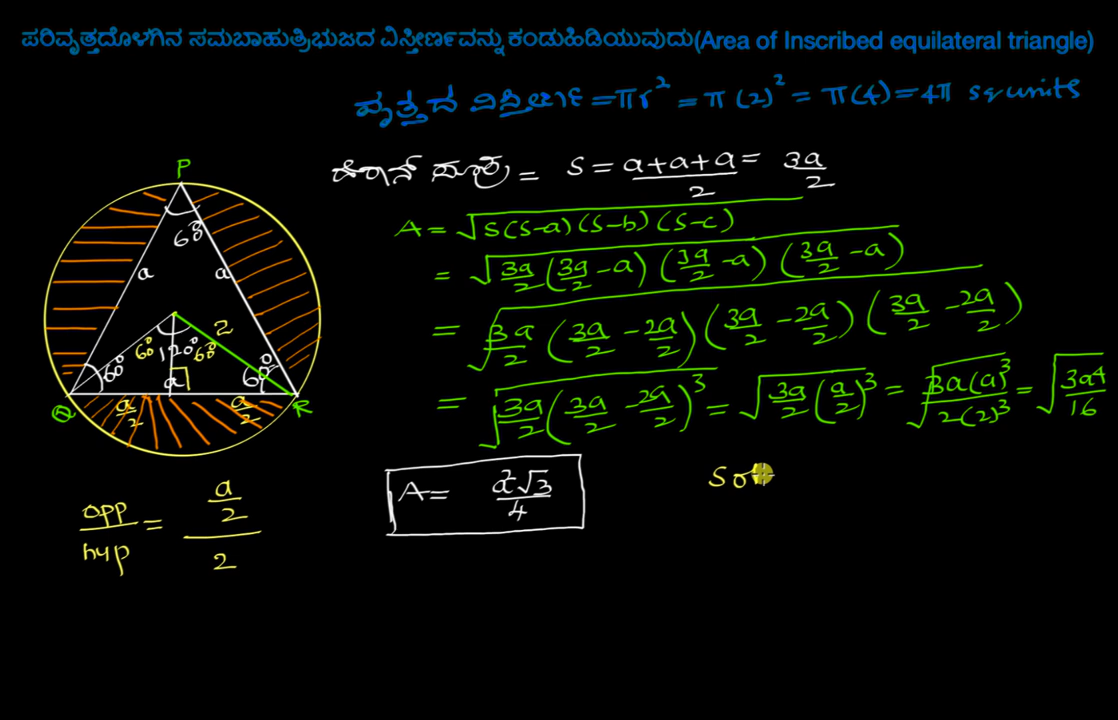 ಪರಿವೃತ್ತದೊಳಗಿನ ಸಮಬಾಹುತ್ರಿಭುಜದ ವಿಸ್ತೀರ್ಣವನ್ನು ಕಂಡುಹಿಡಿಯುವುದು(Area of Inscribed equilateral triangle)
ವೃತ್ತದ ವಿಸ್ತೀರ್ಣ = πr² = π(2)² = π(4) = 4π sq units
ಹೆರಾನ್ ಸೂತ್ರ = S = (a+a+a)/2 = 3a/2
A = √S(S-a)(S-b)(S-c)
= √3a/2 (3a/2 - a) (3a/2 - a) (3a/2 - a)
= √3a/2 (3a/2 - 2a/2) (3a/2 - 2a/2) (3a/2 - 2a/2)
= √3a/2 (3a/2 - 2a/2)³ = √3a/2 (a/2)³ = √3a(a)³/2(2)³ = √3a⁴/16
A = a²√3/4
P
60°
a a
2
60° 120° 60°
60° a 60°
Q a/2 a/2 R
opp/hyp = (a/2)/2